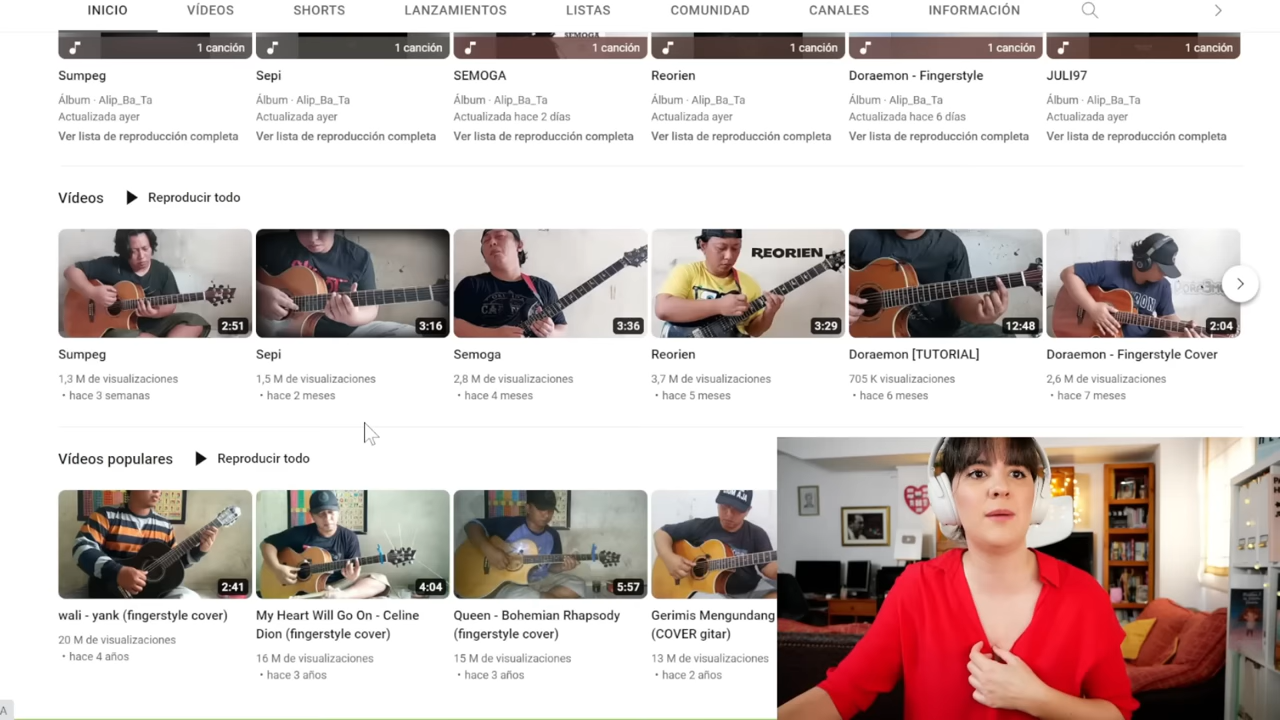 INICIO VÍDEOS SHORTS LANZAMIENTOS LISTAS COMUNIDAD CANALES INFORMACIÓN
SEMOGA
1 canción 1 canción 1 canción 1 canción 1 canción 1 canción
Sumpeg Sepi SEMOGA Reorien Doraemon - Fingerstyle JULI97
Álbum · Alip_Ba_Ta Álbum · Alip_Ba_Ta Álbum · Alip_Ba_Ta Álbum · Alip_Ba_Ta Álbum · Alip_Ba_Ta Álbum · Alip_Ba_Ta
Actualizada ayer Actualizada ayer Actualizada hace 2 días Actualizada ayer Actualizada hace 6 días Actualizada ayer
Ver lista de reproducción completa Ver lista de reproducción completa Ver lista de reproducción completa Ver lista de reproducción completa Ver lista de reproducción completa Ver lista de reproducción completa
Vídeos Reproducir todo
REORIEN
2:51 3:16 3:36 3:29 12:48 2:04
Sumpeg Sepi Semoga Reorien Doraemon [TUTORIAL] Doraemon - Fingerstyle Cover
1,3 M de visualizaciones 1,5 M de visualizaciones 2,8 M de visualizaciones 3,7 M de visualizaciones 705 K visualizaciones 2,6 M de visualizaciones
• hace 3 semanas • hace 2 meses • hace 4 meses • hace 5 meses • hace 6 meses • hace 7 meses
Vídeos populares Reproducir todo
2:41 4:04 5:57
wali - yank (fingerstyle cover) My Heart Will Go On - Celine Queen - Bohemian Rhapsody Gerimis Mengundang
Dion (fingerstyle cover) (fingerstyle cover) (COVER gitar)
20 M de visualizaciones 16 M de visualizaciones 15 M de visualizaciones 13 M de visualizaciones
• hace 4 años • hace 3 años • hace 3 años • hace 2 años
A